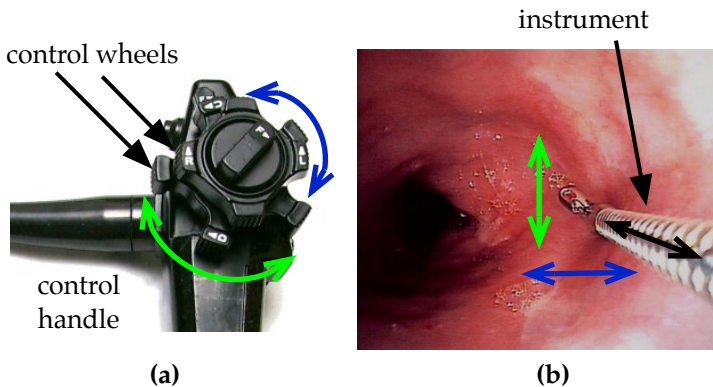 control wheels
control
handle
(a)
instrument
(b)
F
R
L
U
D